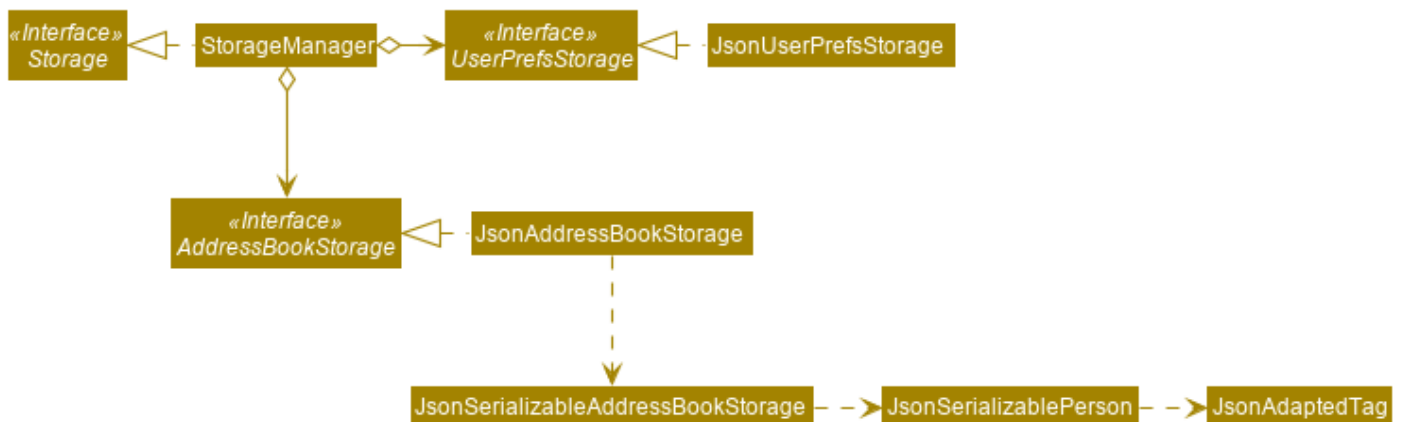 «Interface»
Storage
StorageManager
«Interface»
UserPrefsStorage
JsonUserPrefsStorage
«Interface»
AddressBookStorage
JsonAddressBookStorage
JsonSerializableAddressBookStorage
JsonSerializablePerson
JsonAdaptedTag